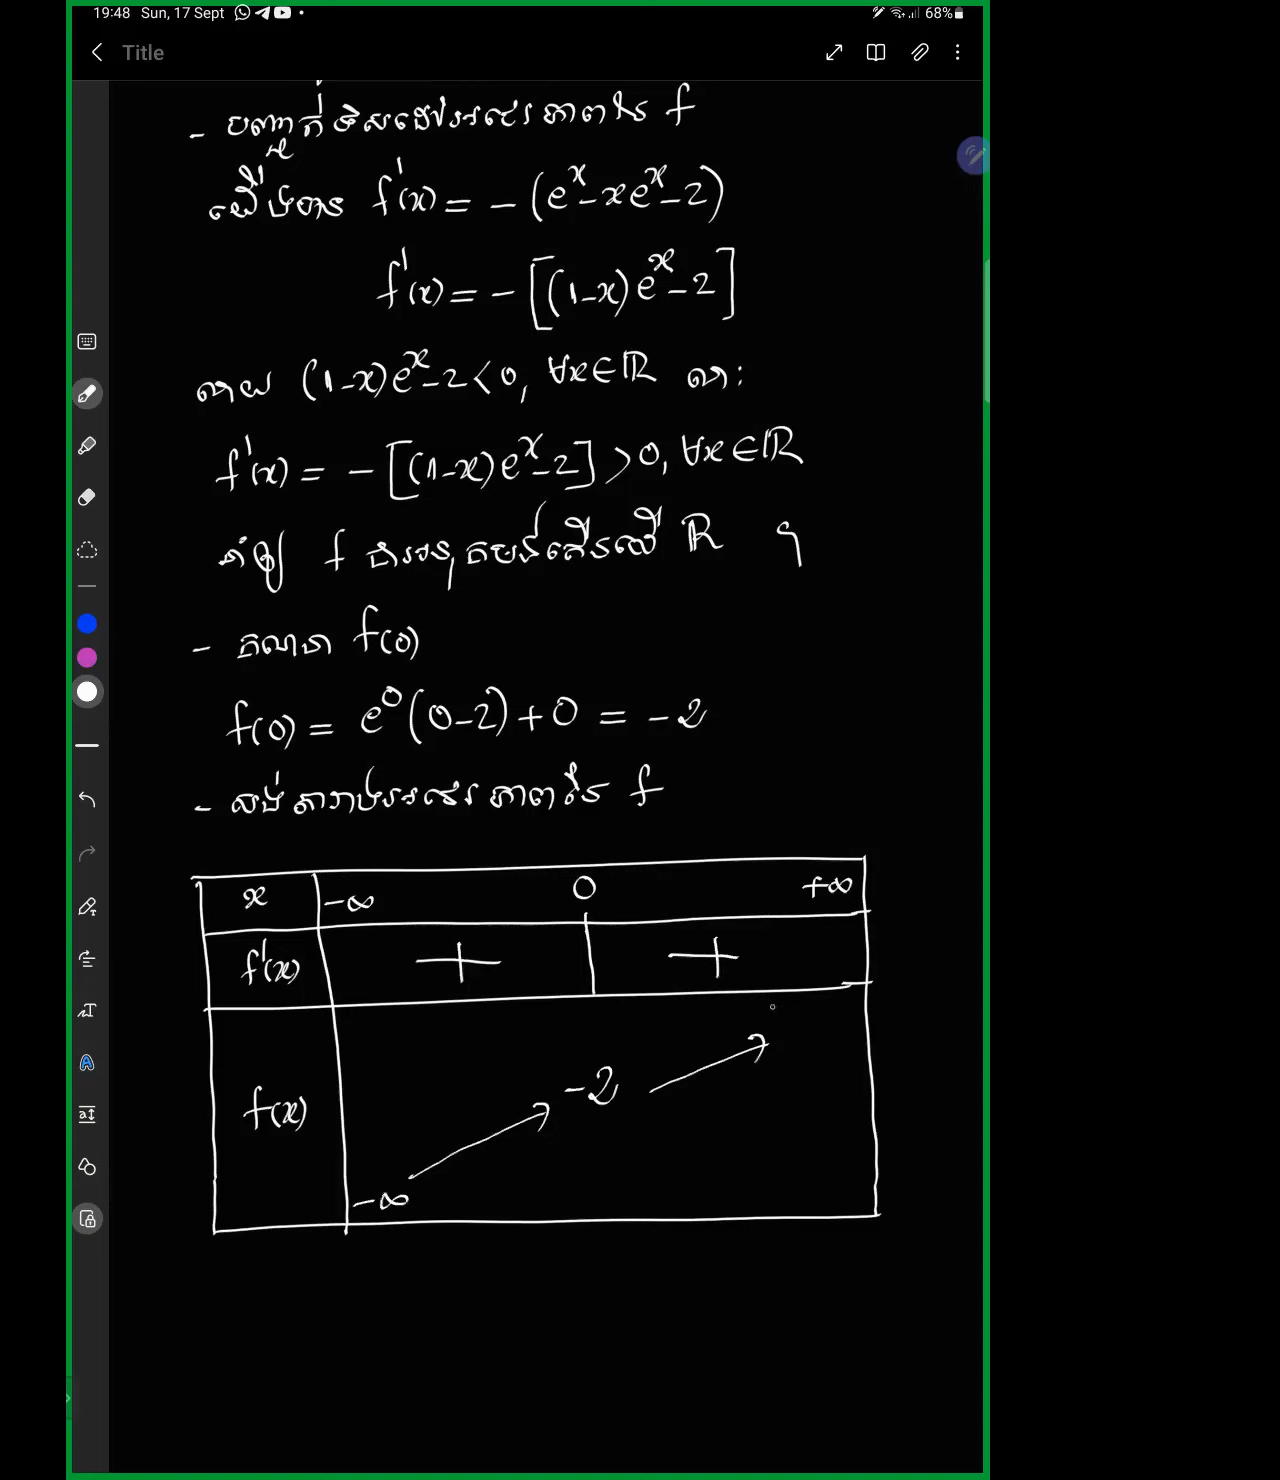 19:48 Sun, 17 Sept 68%
Title
- បញ្ជាក់ទិសដៅអថេរភាពនៃ f
យើងមាន f'(x) = - (eˣ - xeˣ - 2)
f'(x) = - [(1-x)eˣ - 2]
ដោយ (1-x)eˣ - 2 < 0, ∀x∈ℝ នោះ:
f'(x) = - [(1-x)eˣ - 2] > 0, ∀x∈ℝ
នាំឲ្យ f ជាអនុគមន៍កើនលើ ℝ ។
- គណនា f(0)
f(0) = e⁰(0-2) + 0 = -2
- សង់តារាងអថេរភាពនៃ f
x -∞ 0 +∞
f'(x) + +
f(x) -∞ -2